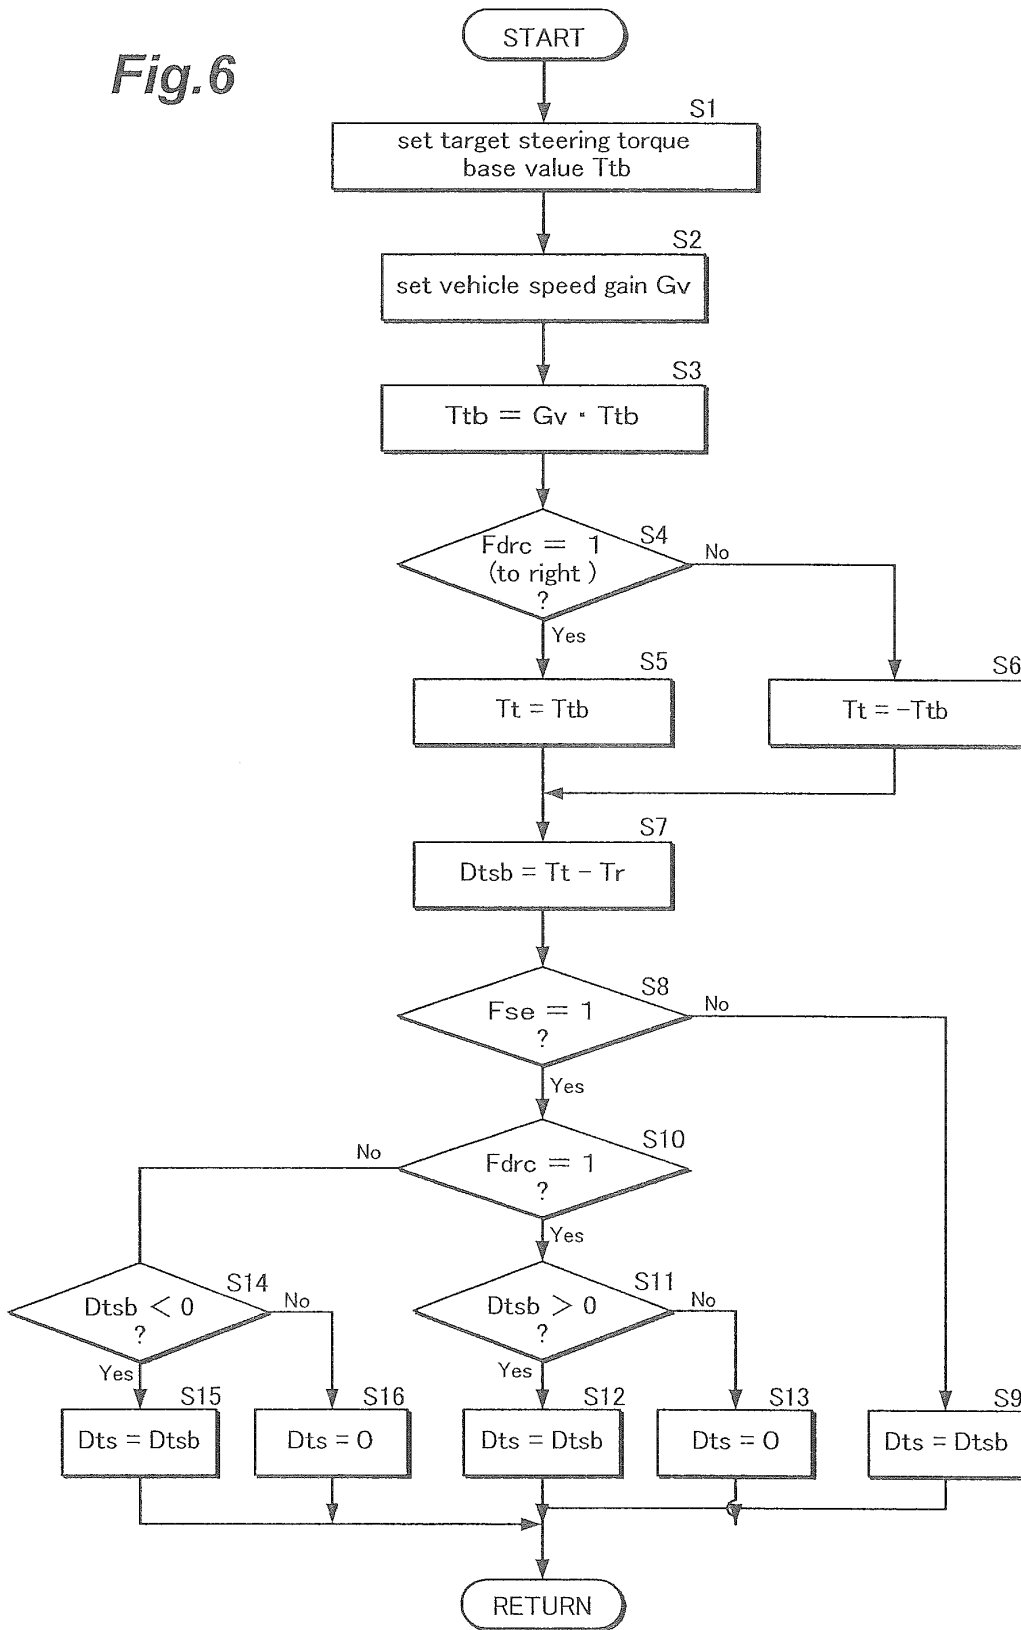 Fig.6
START
S1
set target steering torque
base value Ttb
S2
set vehicle speed gain Gv
S3
Ttb = Gv · Ttb
S4
Fdrc = 1
(to right)
?
No
Yes
S5
Tt = Ttb
S6
Tt = -Ttb
S7
Dtsb = Tt - Tr
S8
Fse = 1
?
No
Yes
S10
Fdrc = 1
?
No
Yes
S14
Dtsb < 0
?
No
Yes
S11
Dtsb > 0
?
No
Yes
S15
Dts = Dtsb
S16
Dts = 0
S12
Dts = Dtsb
S13
Dts = 0
S9
Dts = Dtsb
RETURN